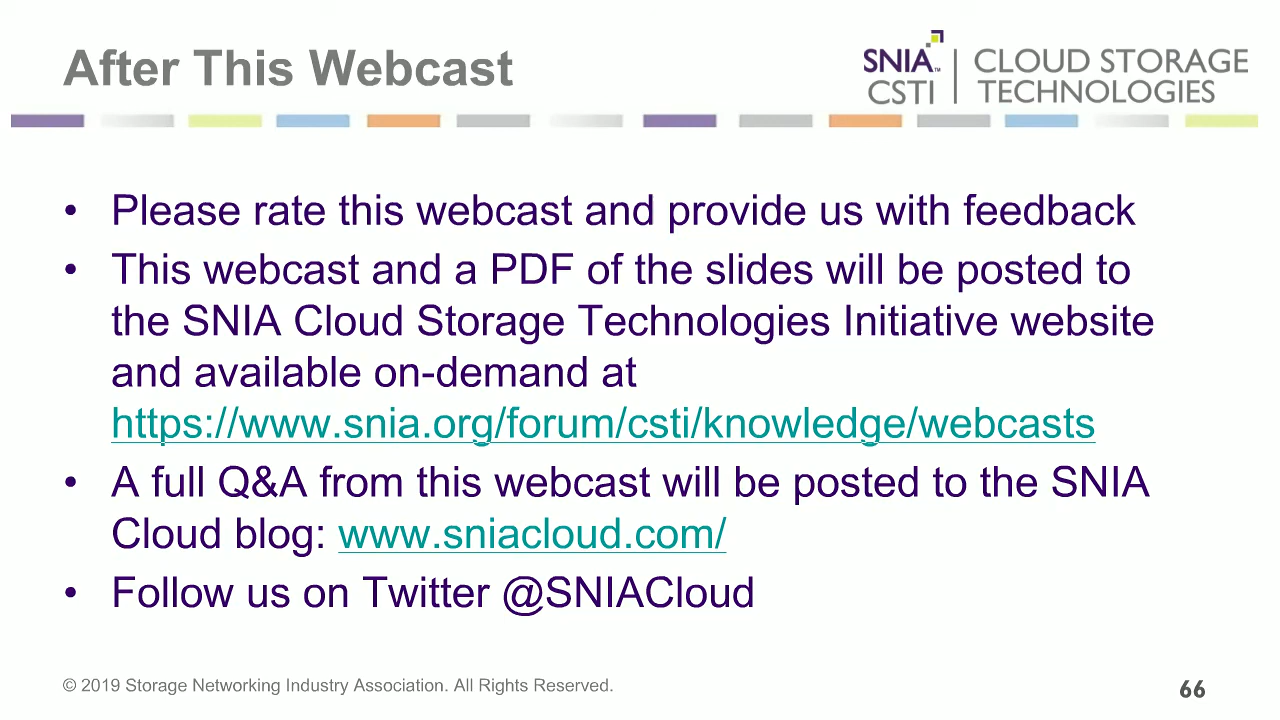 After This Webcast
SNIA™ CSTI
CLOUD STORAGE
TECHNOLOGIES
• Please rate this webcast and provide us with feedback
• This webcast and a PDF of the slides will be posted to
the SNIA Cloud Storage Technologies Initiative website
and available on-demand at
https://www.snia.org/forum/csti/knowledge/webcasts
• A full Q&A from this webcast will be posted to the SNIA
Cloud blog: www.sniacloud.com/
• Follow us on Twitter @SNIACloud
© 2019 Storage Networking Industry Association. All Rights Reserved.
66